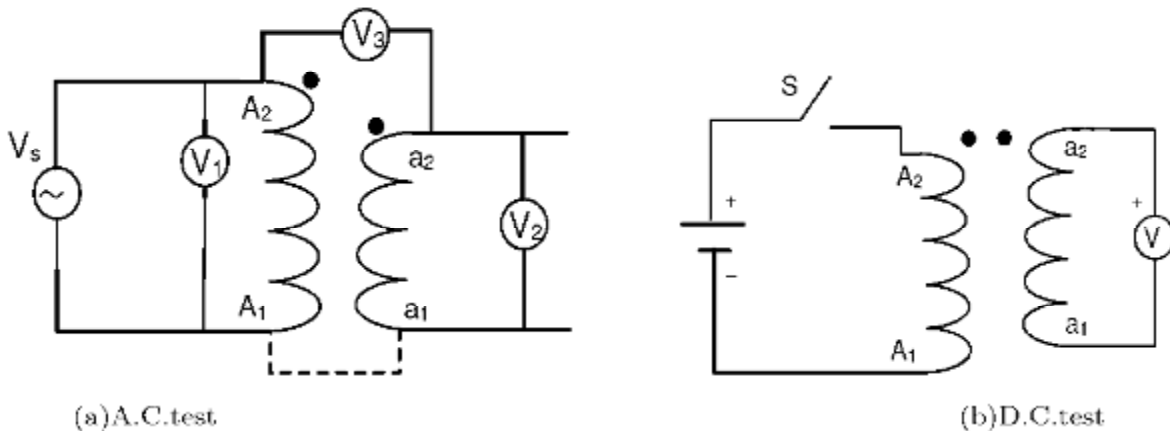 V₃
A₂
Vₛ
V₁
a₂
V₂
A₁
a₁
(a)A.C.test
S
A₂
a₂
+
+
V
−
a₁
A₁
(b)D.C.test